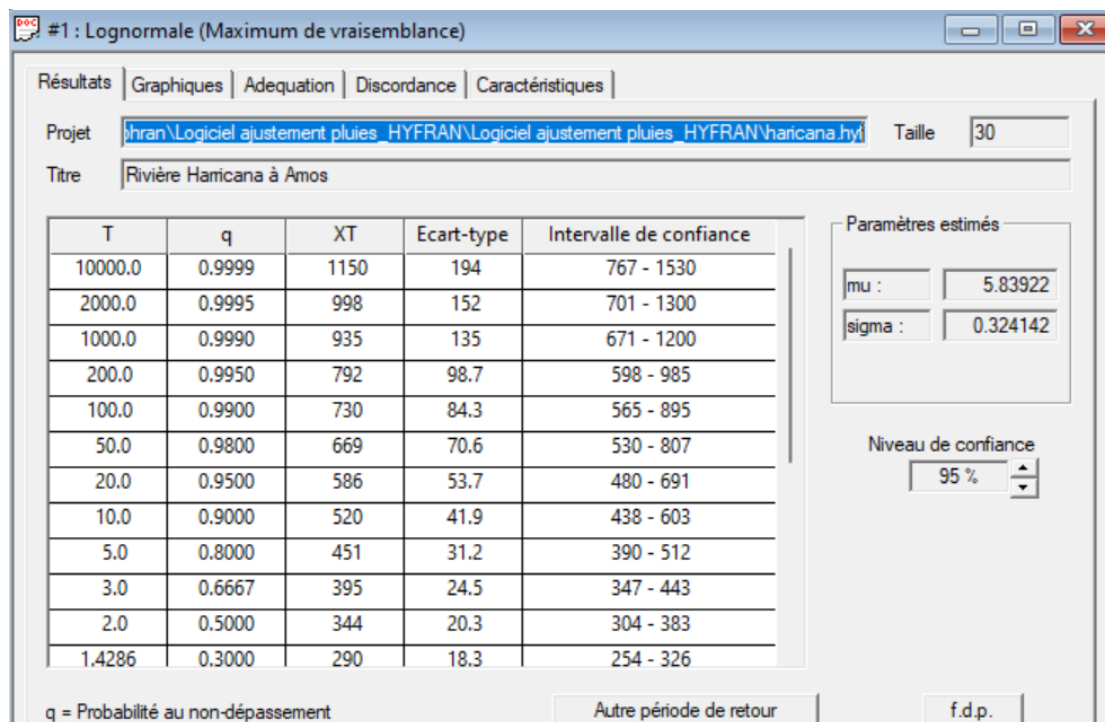 #1 : Lognormale (Maximum de vraisemblance)
Résultats Graphiques Adequation Discordance Caractéristiques
Projet \Logiciel ajustement pluies_HYFRAN\Logiciel ajustement pluies_HYFRAN\haricana.hyf Taille 30
Titre Rivière Harricana à Amos
T q XT Ecart-type Intervalle de confiance
10000.0 0.9999 1150 194 767 - 1530
2000.0 0.9995 998 152 701 - 1300
1000.0 0.9990 935 135 671 - 1200
200.0 0.9950 792 98.7 598 - 985
100.0 0.9900 730 84.3 565 - 895
50.0 0.9800 669 70.6 530 - 807
20.0 0.9500 586 53.7 480 - 691
10.0 0.9000 520 41.9 438 - 603
5.0 0.8000 451 31.2 390 - 512
3.0 0.6667 395 24.5 347 - 443
2.0 0.5000 344 20.3 304 - 383
1.4286 0.3000 290 18.3 254 - 326
Paramètres estimés
mu : 5.83922
sigma : 0.324142
Niveau de confiance
95 %
q = Probabilité au non-dépassement
Autre période de retour
f.d.p.